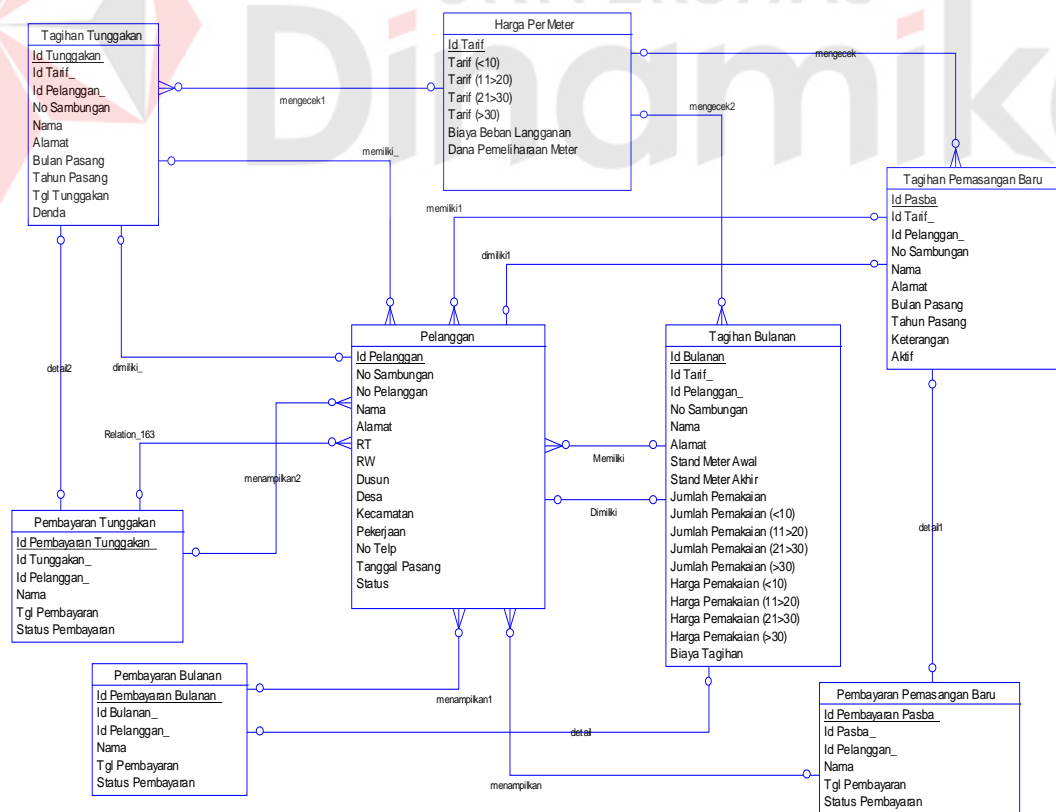 UNIVERSITAS
Dinamika
Tagihan Tunggakan
Id Tunggakan
Id Tarif_
Id Pelanggan_
No Sambungan
Nama
Alamat
Bulan Pasang
Tahun Pasang
Tgl Tunggakan
Denda
Harga Per Meter
Id Tarif
Tarif (<10)
Tarif (11>20)
Tarif (21>30)
Tarif (>30)
Biaya Beban Langganan
Dana Pemeliharaan Meter
mengecek
mengecek1
mengecek2
memiliki_
memiliki1
dimiliki1
Tagihan Pemasangan Baru
Id Pasba
Id Tarif_
Id Pelanggan_
No Sambungan
Nama
Alamat
Bulan Pasang
Tahun Pasang
Keterangan
Aktif
detail2
dimiliki_
Pelanggan
Id Pelanggan
No Sambungan
No Pelanggan
Nama
Alamat
RT
RW
Dusun
Desa
Kecamatan
Pekerjaan
No Telp
Tanggal Pasang
Status
Tagihan Bulanan
Id Bulanan
Id Tarif_
Id Pelanggan_
No Sambungan
Nama
Alamat
Stand Meter Awal
Stand Meter Akhir
Jumlah Pemakaian
Jumlah Pemakaian (<10)
Jumlah Pemakaian (11>20)
Jumlah Pemakaian (21>30)
Jumlah Pemakaian (>30)
Harga Pemakaian (<10)
Harga Pemakaian (11>20)
Harga Pemakaian (21>30)
Harga Pemakaian (>30)
Biaya Tagihan
Relation_163
menampilkan2
Memiliki
Dimiliki
detail1
Pembayaran Tunggakan
Id Pembayaran Tunggakan
Id Tunggakan_
Id Pelanggan_
Nama
Tgl Pembayaran
Status Pembayaran
Pembayaran Bulanan
Id Pembayaran Bulanan
Id Bulanan_
Id Pelanggan_
Nama
Tgl Pembayaran
Status Pembayaran
menampilkan1
detail
menampilkan
Pembayaran Pemasangan Baru
Id Pembayaran Pasba
Id Pasba_
Id Pelanggan_
Nama
Tgl Pembayaran
Status Pembayaran